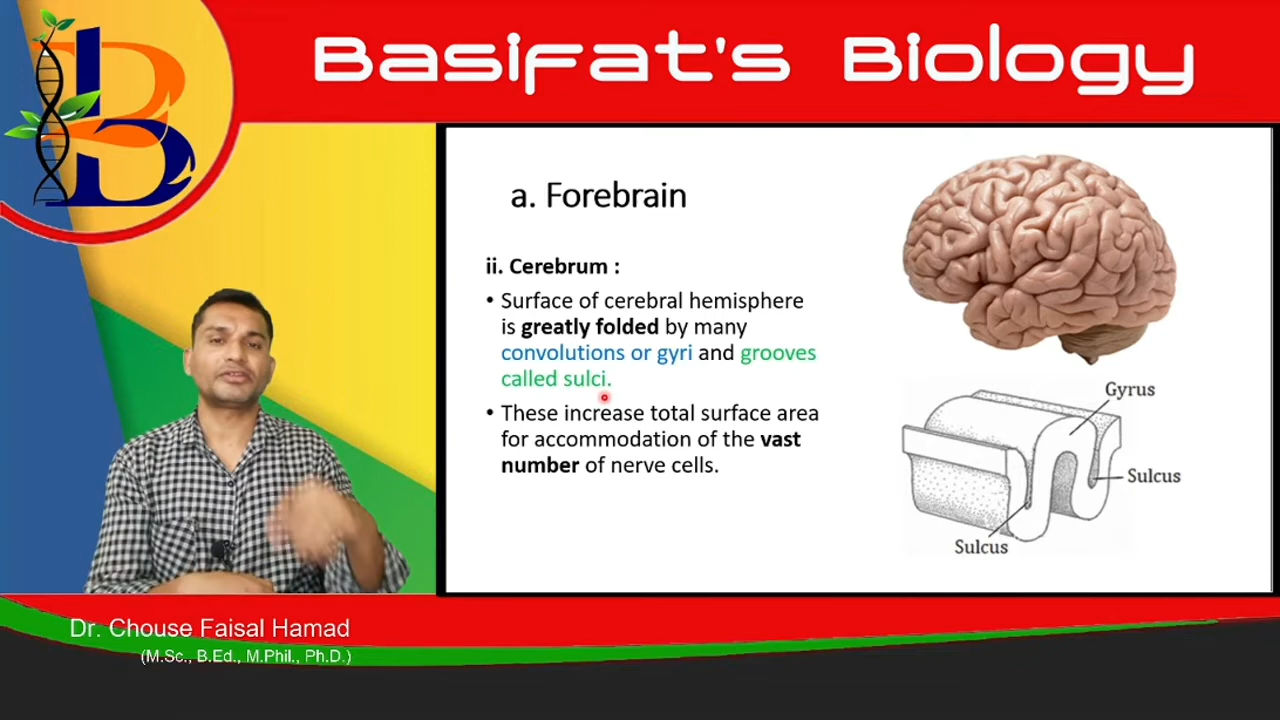 Basifat's Biology
a. Forebrain
ii. Cerebrum :
• Surface of cerebral hemisphere
is greatly folded by many
convolutions or gyri and grooves
called sulci.
• These increase total surface area
for accommodation of the vast
number of nerve cells.
Gyrus
Sulcus
Sulcus
Dr. Chouse Faisal Hamad
(M.Sc., B.Ed., M.Phil., Ph.D.)